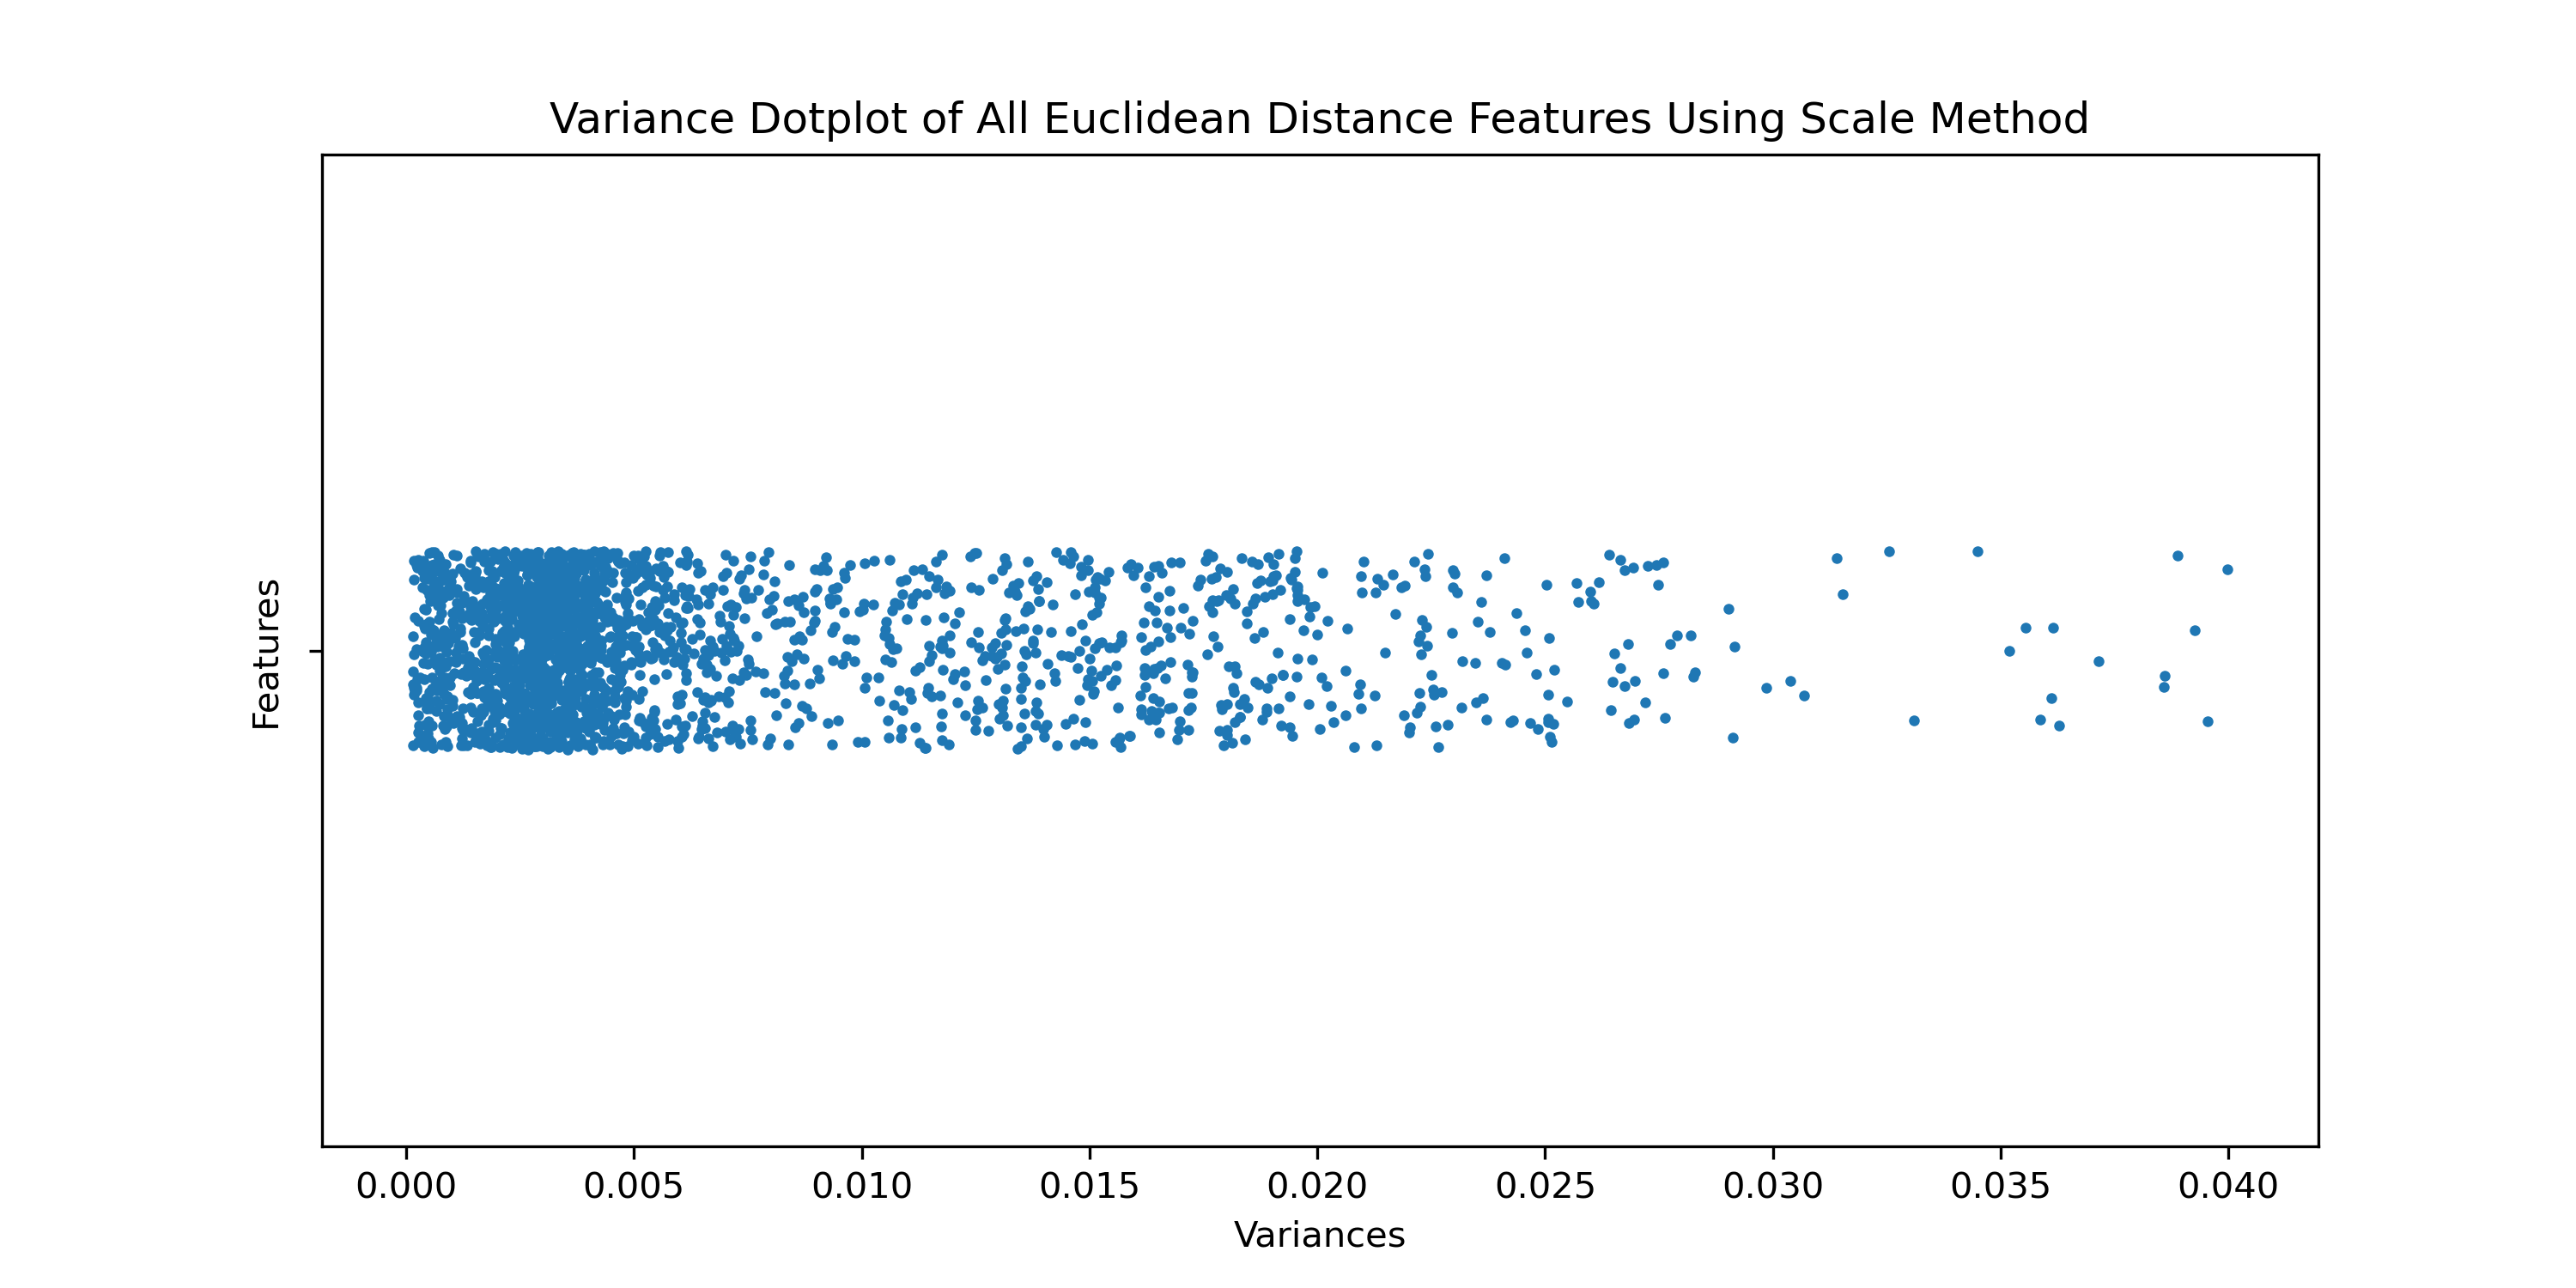 Variance Dotplot of All Euclidean Distance Features Using Scale Method
Features
0.000 0.005 0.010 0.015 0.020 0.025 0.030 0.035 0.040
Variances